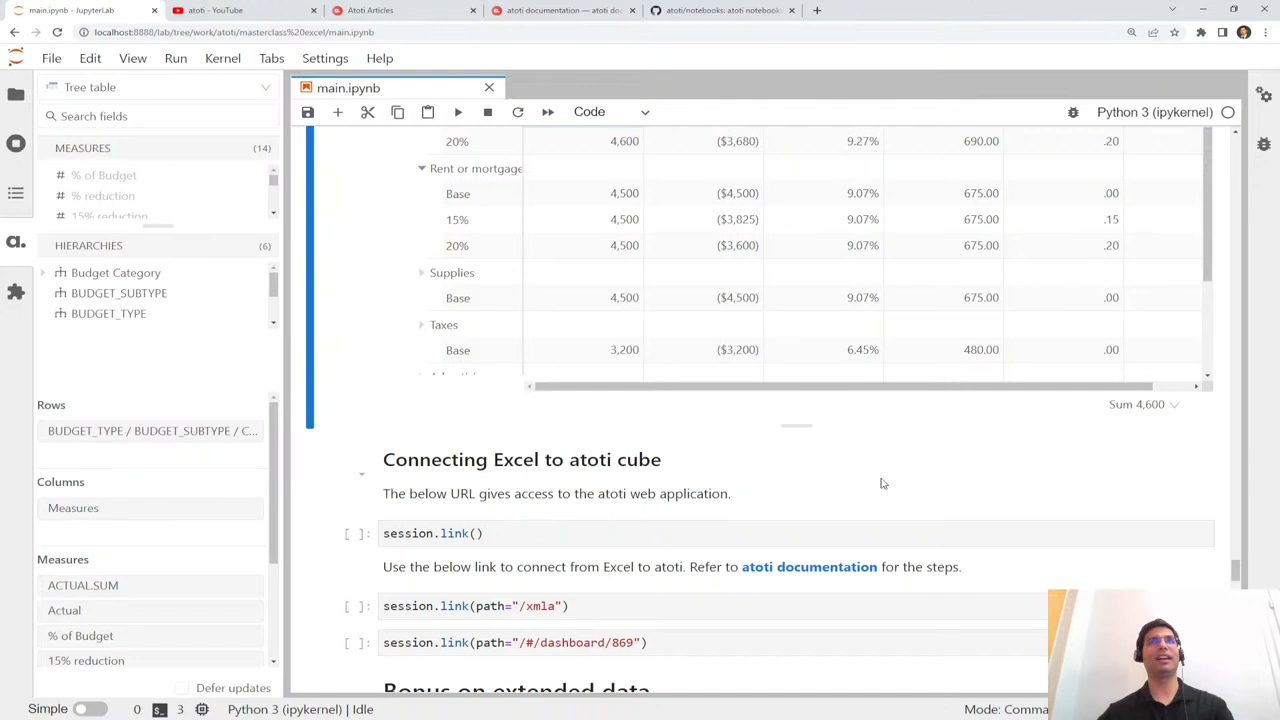 main.ipynb - JupyterLab
atoti - YouTube
Atoti Articles
atoti documentation — atoti doc
atoti/notebooks: atoti notebook
localhost:8888/lab/tree/work/atoti/masterclass%20excel/main.ipynb
File Edit View Run Kernel Tabs Settings Help
Tree table
Search fields
MEASURES (14)
# % of Budget
# % reduction
# 15% reduction
HIERARCHIES (6)
Budget Category
BUDGET_SUBTYPE
BUDGET_TYPE
Rows
BUDGET_TYPE / BUDGET_SUBTYPE / C...
Columns
Measures
Measures
ACTUAL.SUM
Actual
% of Budget
15% reduction
Defer updates
main.ipynb
Code
Python 3 (ipykernel)
20% 4,600 ($3,680) 9.27% 690.00 .20
Rent or mortgage
Base 4,500 ($4,500) 9.07% 675.00 .00
15% 4,500 ($3,825) 9.07% 675.00 .15
20% 4,500 ($3,600) 9.07% 675.00 .20
Supplies
Base 4,500 ($4,500) 9.07% 675.00 .00
Taxes
Base 3,200 ($3,200) 6.45% 480.00 .00
Sum 4,600
Connecting Excel to atoti cube
The below URL gives access to the atoti web application.
[ ]: session.link()
Use the below link to connect from Excel to atoti. Refer to atoti documentation for the steps.
[ ]: session.link(path="/xmla")
[ ]: session.link(path="/#/dashboard/869")
Bonus on extended data
Simple 0 3 Python 3 (ipykernel) | Idle
Mode: Comma